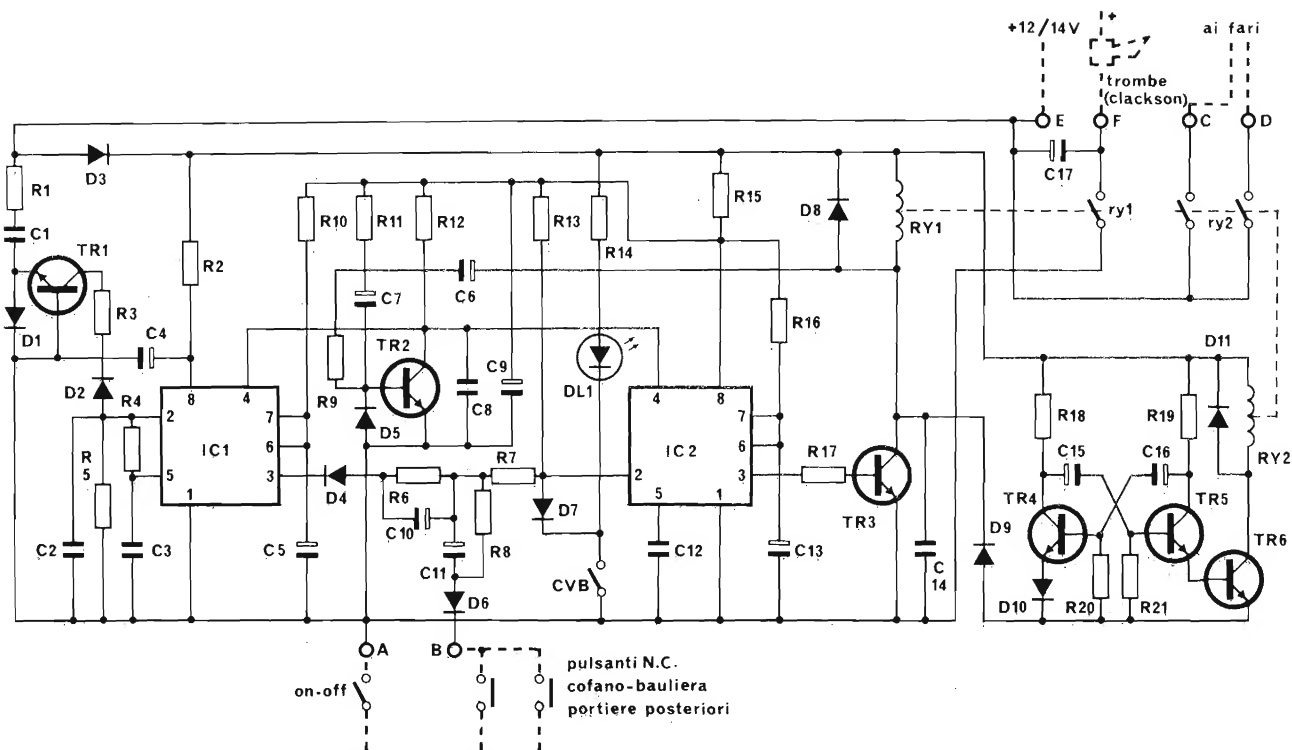 +12/14V
+
ai fari
trombe
(clackson)
E
F
C
D
R1
D3
C17
R10
R11
R12
R13
R14
R15
D8
RY1
ry1
ry2
C1
TR1
R2
R3
C6
C7
R16
D1
C4
TR2
C9
DL1
D11
D2
R4
R9
C8
R18
R19
8
4
4
8
2
7
7
IC1
D5
IC2
RY2
R
5
6
6
C15
C16
5
3
D4
R6
R7
2
3
R17
TR4
TR5
1
C10
D7
5
1
TR3
D9
TR6
C2
C3
C5
C11
R8
C12
C13
C
14
CVB
D6
D10
R20
R21
A
B
on-off
pulsanti N.C.
cofano-bauliera
portiere posteriori